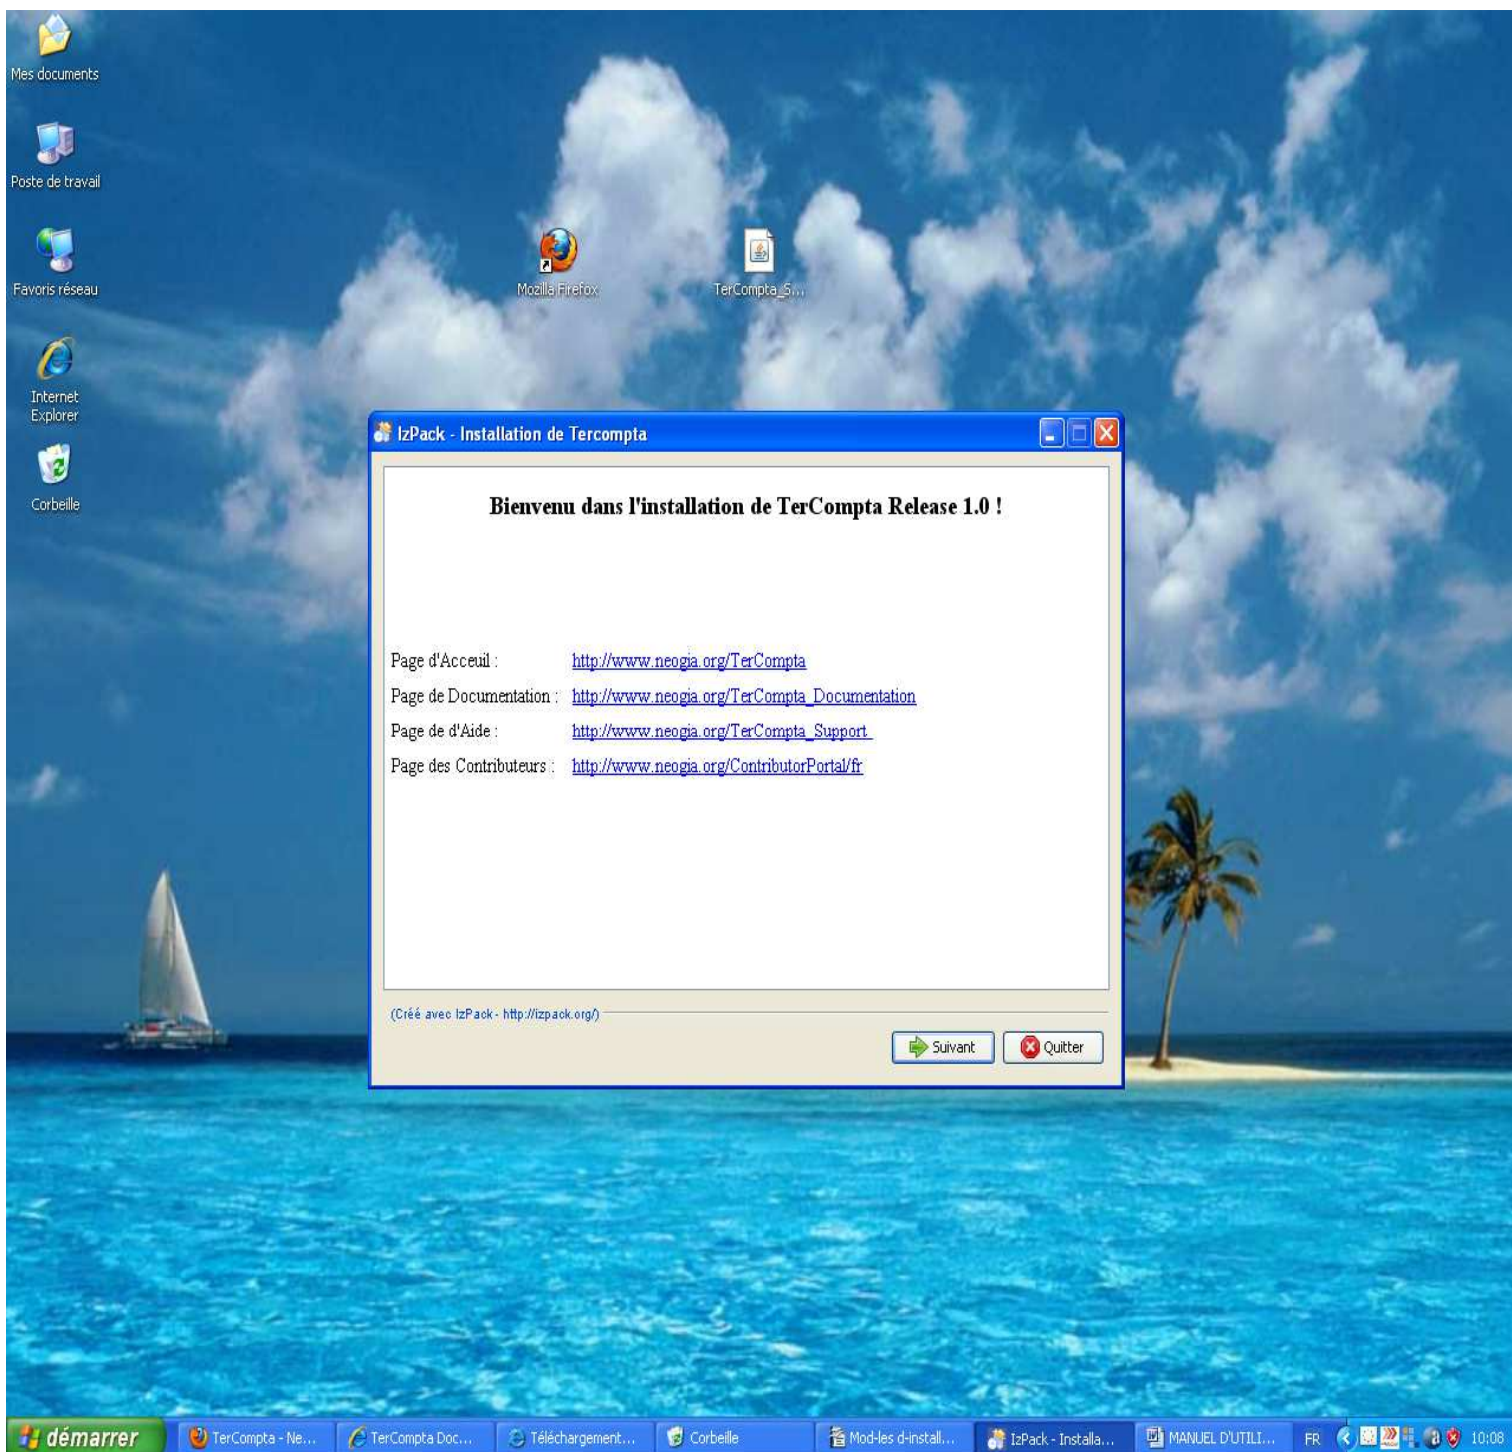 Mes documents
Poste de travail
Favoris réseau
Internet
Explorer
Corbeille
Mozilla Firefox
TerCompta_S...
IzPack - Installation de Tercompta
Bienvenu dans l'installation de TerCompta Release 1.0 !
Page d'Acceuil : http://www.neogia.org/TerCompta
Page de Documentation : http://www.neogia.org/TerCompta_Documentation
Page de d'Aide : http://www.neogia.org/TerCompta_Support
Page des Contributeurs : http://www.neogia.org/ContributorPortal/fr
(Créé avec IzPack - http://izpack.org/)
Suivant
Quitter
démarrer
TerCompta - Ne...
TerCompta Doc...
Téléchargement...
Corbeille
Mod-les d-install...
IzPack - Installa...
MANUEL D'UTILI...
FR
10:08